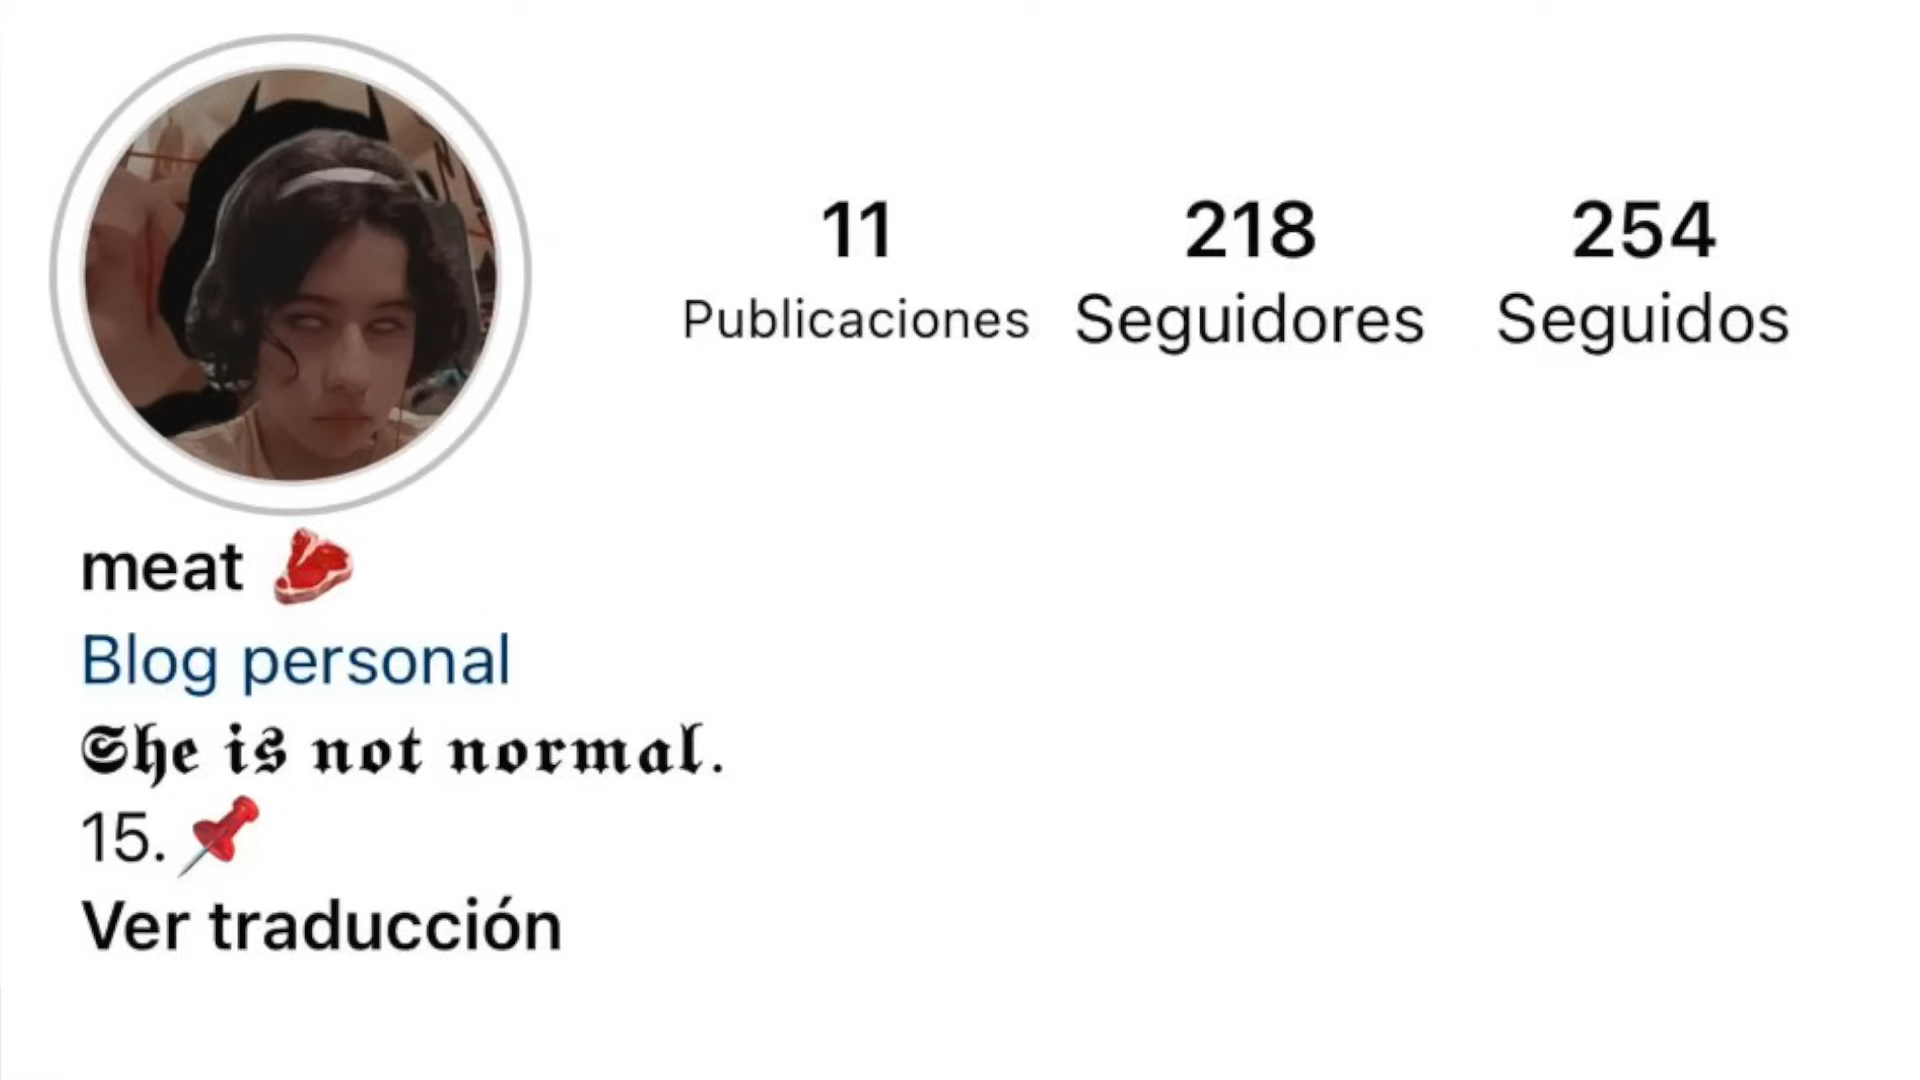 11 218 254
Publicaciones Seguidores Seguidos
meat 🥩
Blog personal
𝕾𝖍𝖊 𝖎𝖘 𝖓𝖔𝖙 𝖓𝖔𝖗𝖒𝖆𝖑.
15.📌
Ver traducción